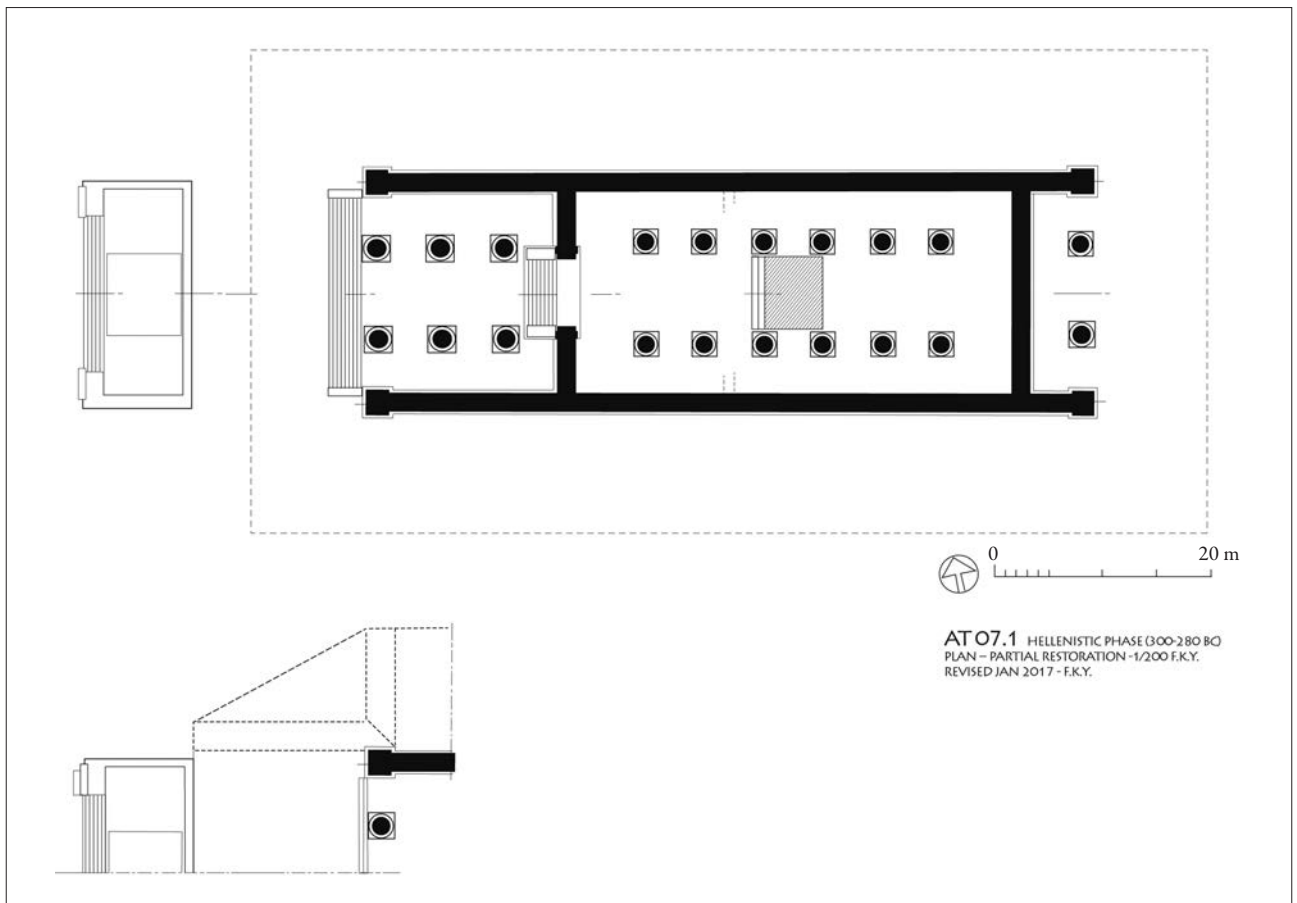 0 20 m
AT 07.1 HELLENISTIC PHASE (300-280 BC)
PLAN – PARTIAL RESTORATION -1/200 F.K.Y.
REVISED JAN 2017 - F.K.Y.